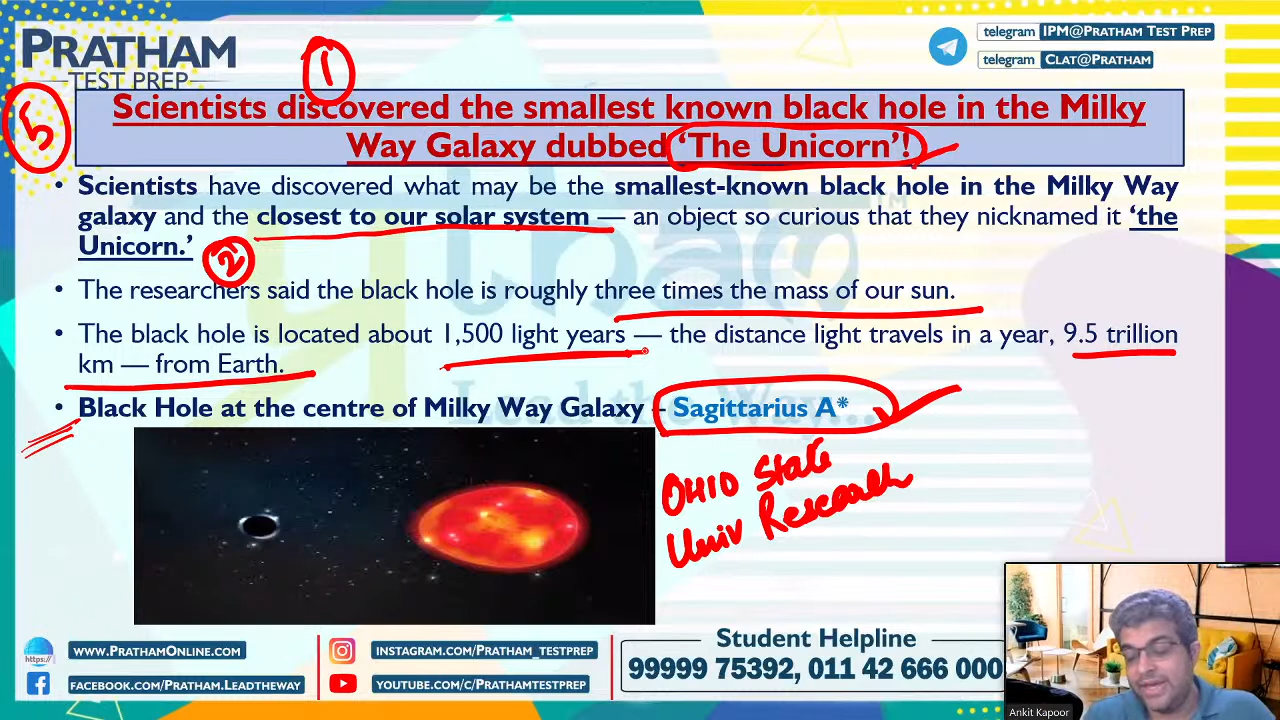 PRATHAM
TEST PREP
telegram IPM@PRATHAM TEST PREP
telegram CLAT@PRATHAM
1
5
Scientists discovered the smallest known black hole in the Milky
Way Galaxy dubbed ‘The Unicorn’!
• Scientists have discovered what may be the smallest-known black hole in the Milky Way
galaxy and the closest to our solar system — an object so curious that they nicknamed it ‘the
Unicorn.’
2
• The researchers said the black hole is roughly three times the mass of our sun.
• The black hole is located about 1,500 light years — the distance light travels in a year, 9.5 trillion
km — from Earth.
• Black Hole at the centre of Milky Way Galaxy – Sagittarius A*
Lead the Way...
OHIO State
Univ Research
https://
WWW.PRATHAMONLINE.COM
INSTAGRAM.COM/PRATHAM_TESTPREP
FACEBOOK.COM/PRATHAM.LEADTHEWAY
YOUTUBE.COM/C/PRATHAMTESTPREP
Student Helpline
99999 75392, 011 42 666 000
Ankit Kapoor